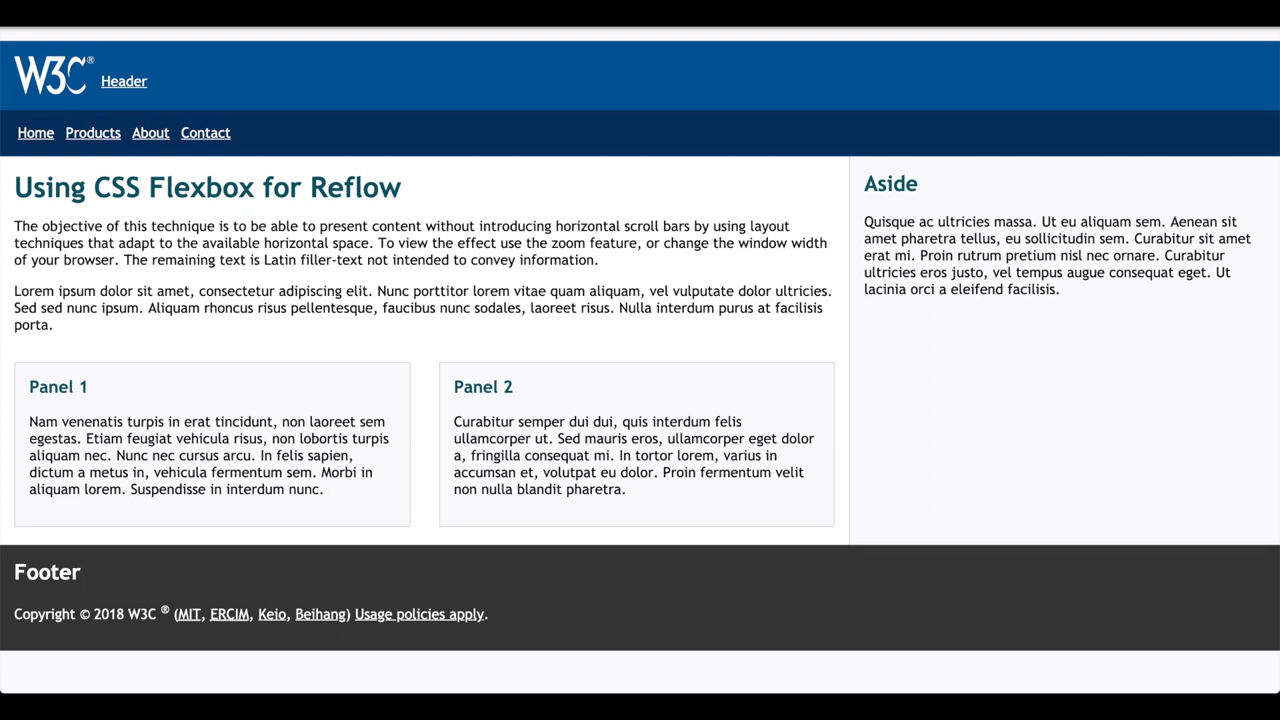 W3C®
Header
Home Products About Contact
Using CSS Flexbox for Reflow
The objective of this technique is to be able to present content without introducing horizontal scroll bars by using layout
techniques that adapt to the available horizontal space. To view the effect use the zoom feature, or change the window width
of your browser. The remaining text is Latin filler-text not intended to convey information.
Lorem ipsum dolor sit amet, consectetur adipiscing elit. Nunc porttitor lorem vitae quam aliquam, vel vulputate dolor ultricies.
Sed sed nunc ipsum. Aliquam rhoncus risus pellentesque, faucibus nunc sodales, laoreet risus. Nulla interdum purus at facilisis
porta.
Panel 1
Nam venenatis turpis in erat tincidunt, non laoreet sem
egestas. Etiam feugiat vehicula risus, non lobortis turpis
aliquam nec. Nunc nec cursus arcu. In felis sapien,
dictum a metus in, vehicula fermentum sem. Morbi in
aliquam lorem. Suspendisse in interdum nunc.
Panel 2
Curabitur semper dui dui, quis interdum felis
ullamcorper ut. Sed mauris eros, ullamcorper eget dolor
a, fringilla consequat mi. In tortor lorem, varius in
accumsan et, volutpat eu dolor. Proin fermentum velit
non nulla blandit pharetra.
Aside
Quisque ac ultricies massa. Ut eu aliquam sem. Aenean sit
amet pharetra tellus, eu sollicitudin sem. Curabitur sit amet
erat mi. Proin rutrum pretium nisl nec ornare. Curabitur
ultricies eros justo, vel tempus augue consequat eget. Ut
lacinia orci a eleifend facilisis.
Footer
Copyright © 2018 W3C ® (MIT, ERCIM, Keio, Beihang) Usage policies apply.